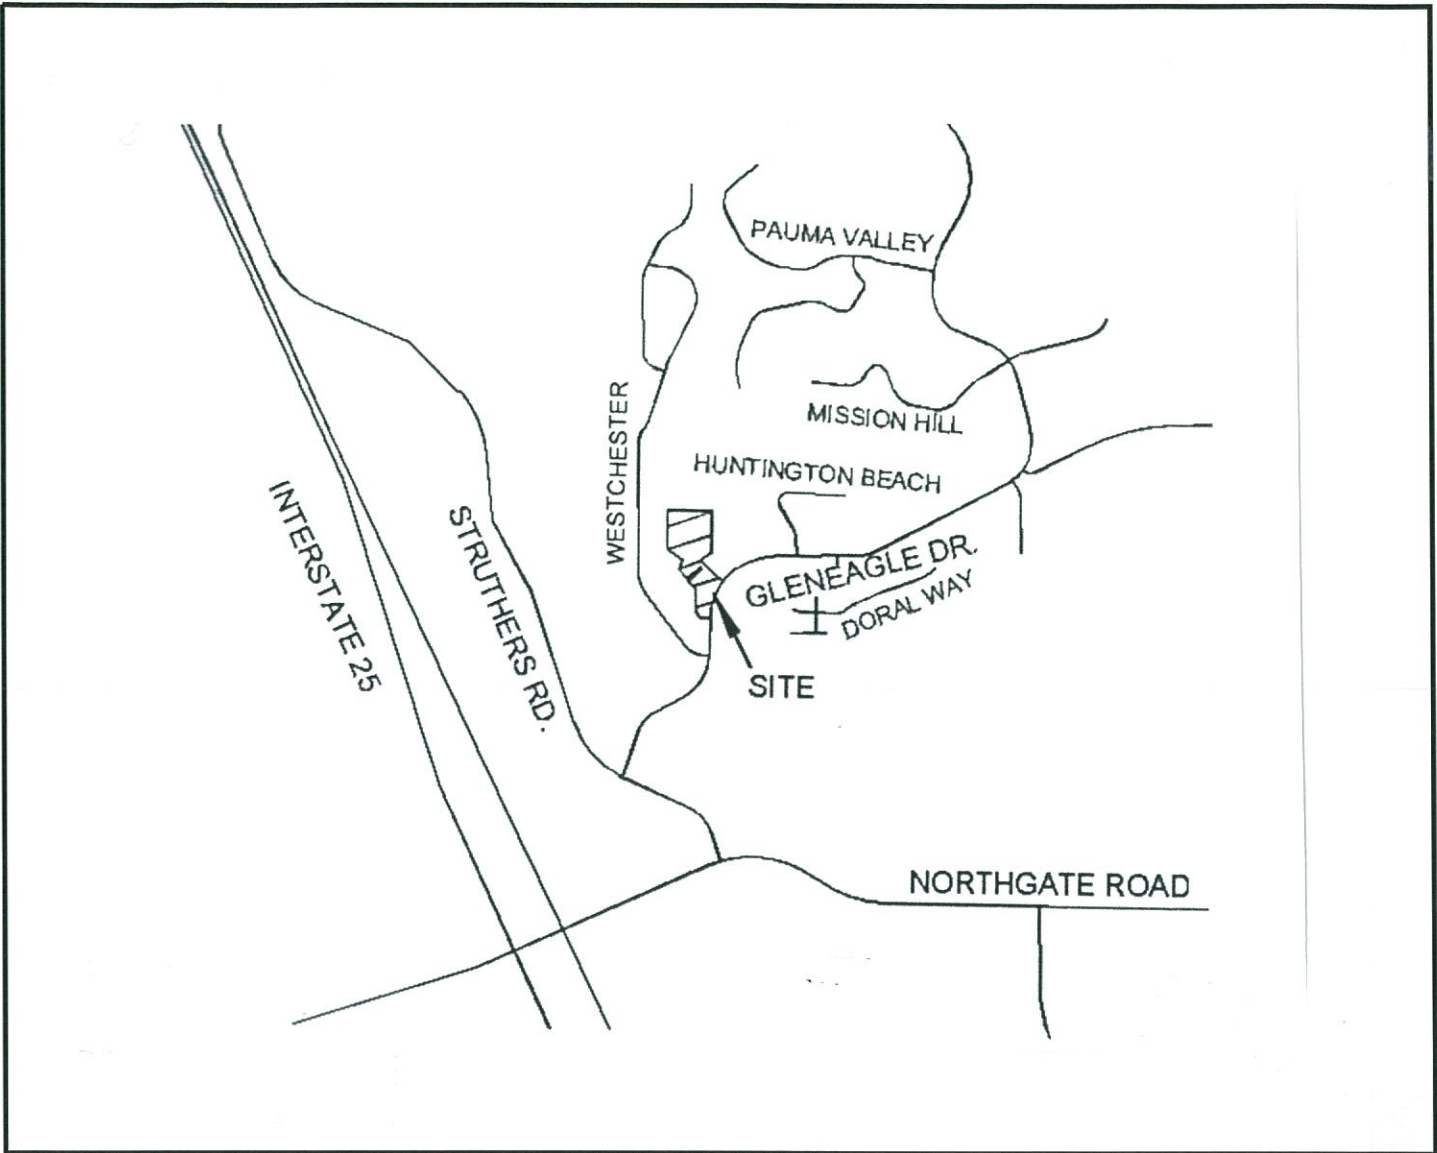 PAUMA VALLEY
MISSION HILL
WESTCHESTER
HUNTINGTON BEACH
INTERSTATE 25
STRUTHERS RD.
GLENEAGLE DR.
DORAL WAY
SITE
NORTHGATE ROAD